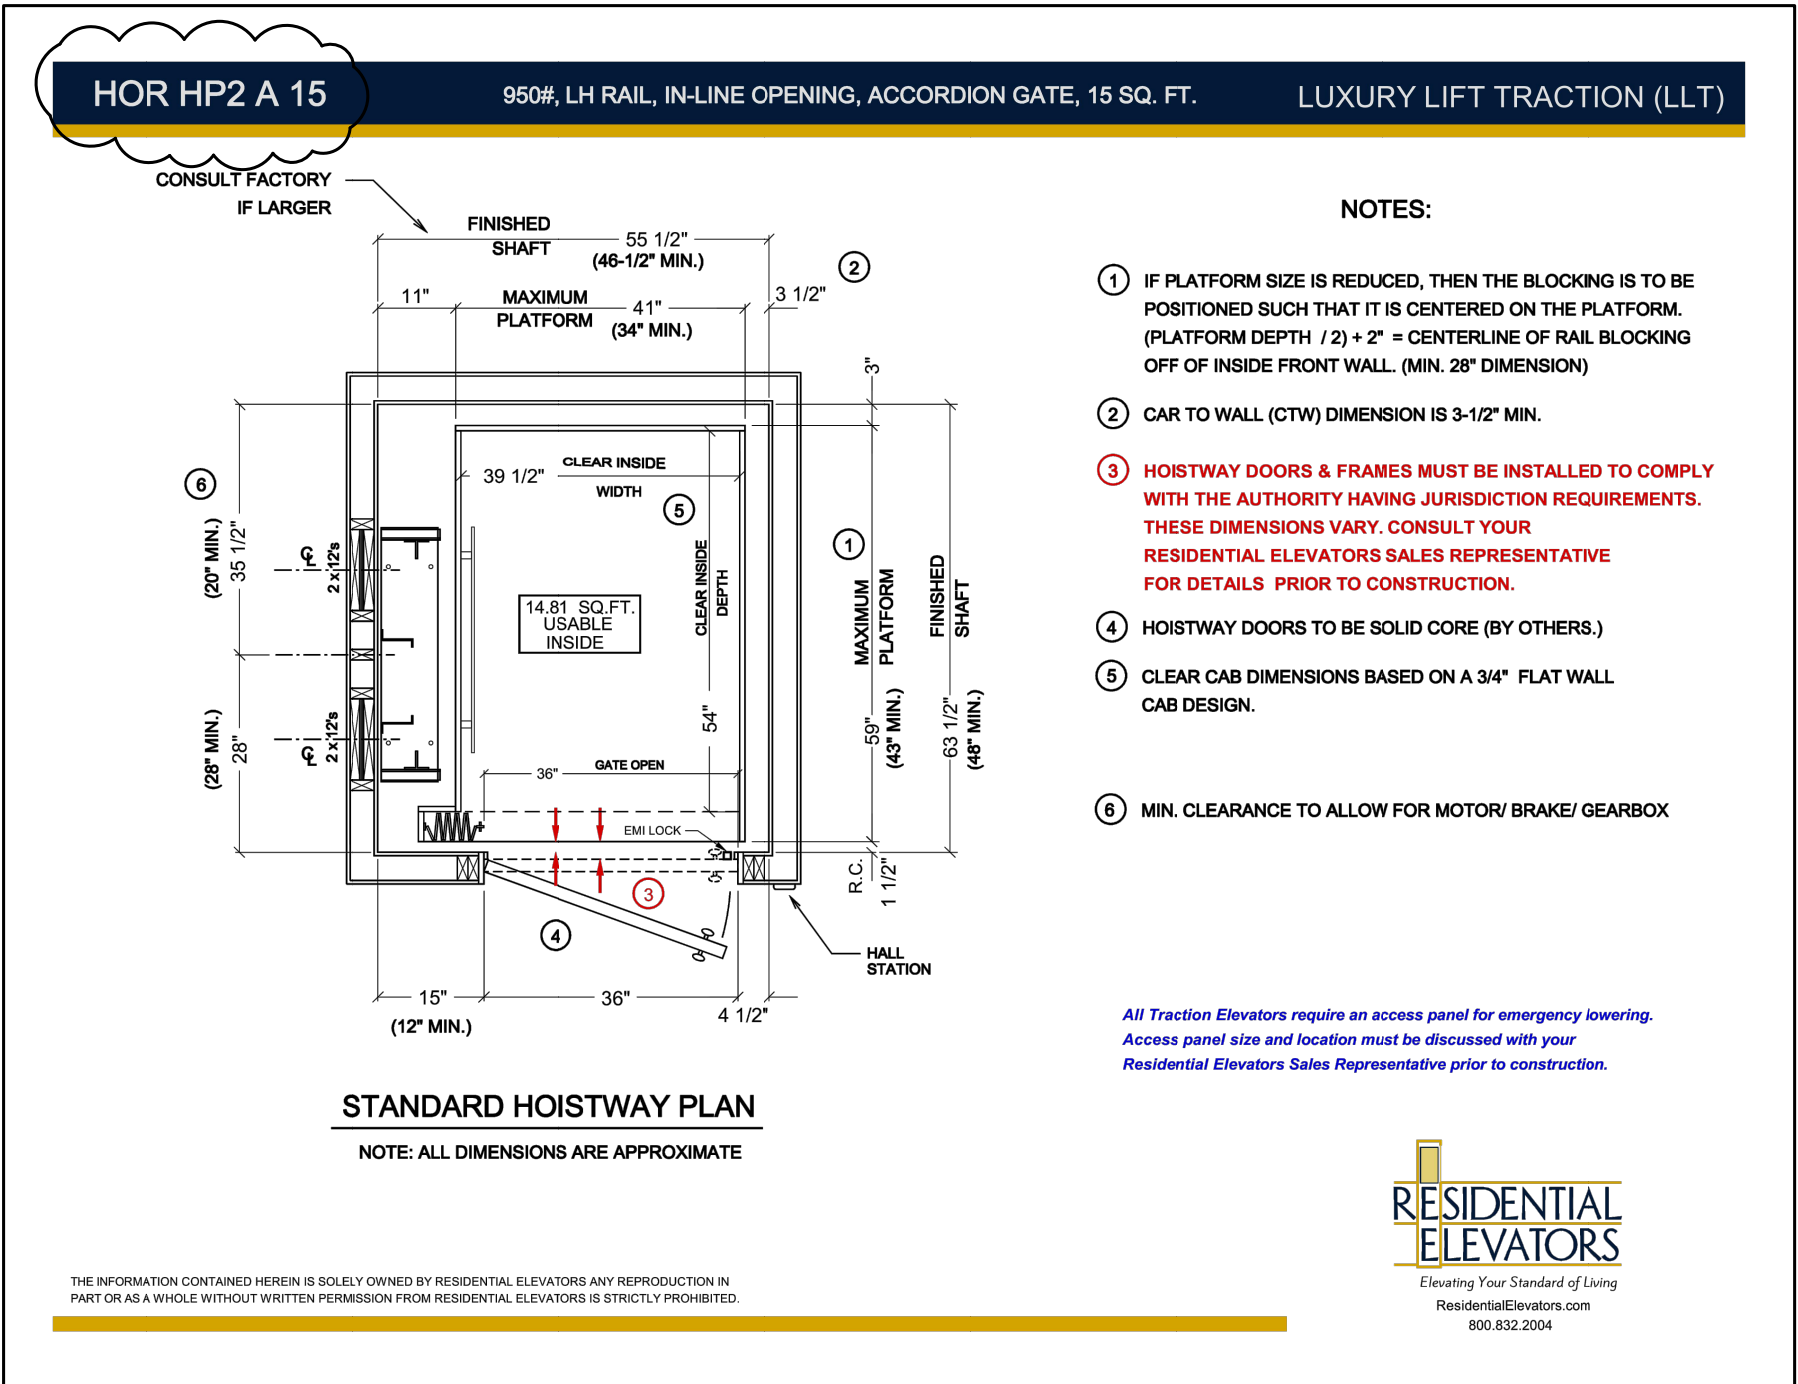 HOR HP2 A 15
950#, LH RAIL, IN-LINE OPENING, ACCORDION GATE, 15 SQ. FT.
LUXURY LIFT TRACTION (LLT)
CONSULT FACTORY
IF LARGER
FINISHED
SHAFT
55 1/2"
(46-1/2" MIN.)
2
11"
MAXIMUM
PLATFORM
41"
(34" MIN.)
3 1/2"
3"
6
(20" MIN.)
35 1/2"
(28" MIN.)
28"
CL
2 x 12's
CL
2 x 12's
CLEAR INSIDE
39 1/2"
WIDTH
5
CLEAR INSIDE
DEPTH
54"
14.81 SQ.FT.
USABLE
INSIDE
1
MAXIMUM
PLATFORM
59"
(43" MIN.)
FINISHED
SHAFT
63 1/2"
(48" MIN.)
36"
GATE OPEN
EMI LOCK
R.C.
1 1/2"
3
4
HALL
STATION
15"
(12" MIN.)
36"
4 1/2"
STANDARD HOISTWAY PLAN
NOTE: ALL DIMENSIONS ARE APPROXIMATE
NOTES:
1 IF PLATFORM SIZE IS REDUCED, THEN THE BLOCKING IS TO BE
POSITIONED SUCH THAT IT IS CENTERED ON THE PLATFORM.
(PLATFORM DEPTH / 2) + 2" = CENTERLINE OF RAIL BLOCKING
OFF OF INSIDE FRONT WALL. (MIN. 28" DIMENSION)
2 CAR TO WALL (CTW) DIMENSION IS 3-1/2" MIN.
3 HOISTWAY DOORS & FRAMES MUST BE INSTALLED TO COMPLY
WITH THE AUTHORITY HAVING JURISDICTION REQUIREMENTS.
THESE DIMENSIONS VARY. CONSULT YOUR
RESIDENTIAL ELEVATORS SALES REPRESENTATIVE
FOR DETAILS PRIOR TO CONSTRUCTION.
4 HOISTWAY DOORS TO BE SOLID CORE (BY OTHERS.)
5 CLEAR CAB DIMENSIONS BASED ON A 3/4" FLAT WALL
CAB DESIGN.
6 MIN. CLEARANCE TO ALLOW FOR MOTOR/ BRAKE/ GEARBOX
All Traction Elevators require an access panel for emergency lowering.
Access panel size and location must be discussed with your
Residential Elevators Sales Representative prior to construction.
RESIDENTIAL
ELEVATORS
Elevating Your Standard of Living
ResidentialElevators.com
800.832.2004
THE INFORMATION CONTAINED HEREIN IS SOLELY OWNED BY RESIDENTIAL ELEVATORS ANY REPRODUCTION IN
PART OR AS A WHOLE WITHOUT WRITTEN PERMISSION FROM RESIDENTIAL ELEVATORS IS STRICTLY PROHIBITED.